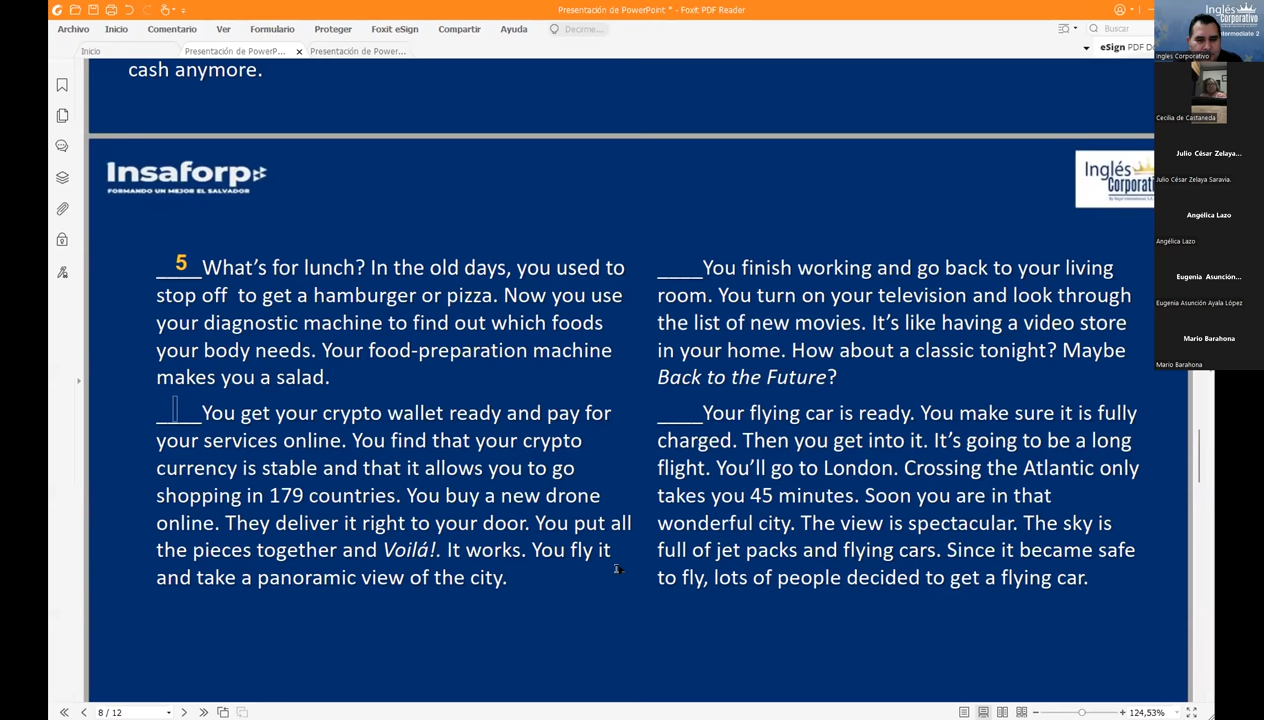 Presentación de PowerPoint * - Foxit PDF Reader
Archivo Inicio Comentario Ver Formulario Proteger Foxit eSign Compartir Ayuda Decirme... Buscar
Inicio Presentación de PowerP... × Presentación de PowerP... eSign PDF Do
cash anymore.
Insaforp
FORMANDO UN MEJOR EL SALVADOR
Inglés
Corporati
5
____What's for lunch? In the old days, you used to
stop off to get a hamburger or pizza. Now you use
your diagnostic machine to find out which foods
your body needs. Your food-preparation machine
makes you a salad.
____You get your crypto wallet ready and pay for
your services online. You find that your crypto
currency is stable and that it allows you to go
shopping in 179 countries. You buy a new drone
online. They deliver it right to your door. You put all
the pieces together and Voilá!. It works. You fly it
and take a panoramic view of the city.
____You finish working and go back to your living
room. You turn on your television and look through
the list of new movies. It's like having a video store
in your home. How about a classic tonight? Maybe
Back to the Future?
____Your flying car is ready. You make sure it is fully
charged. Then you get into it. It's going to be a long
flight. You'll go to London. Crossing the Atlantic only
takes you 45 minutes. Soon you are in that
wonderful city. The view is spectacular. The sky is
full of jet packs and flying cars. Since it became safe
to fly, lots of people decided to get a flying car.
Inglés
Corporativo
ntermediate 2
Ingles Corporativo
Cecilia de Castaneda
Julio César Zelaya...
Julio César Zelaya Saravia.
Angélica Lazo
Angélica Lazo
Eugenia Asunción...
Eugenia Asunción Ayala López
Mario Barahona
Mario Barahona
8 / 12
124,53%